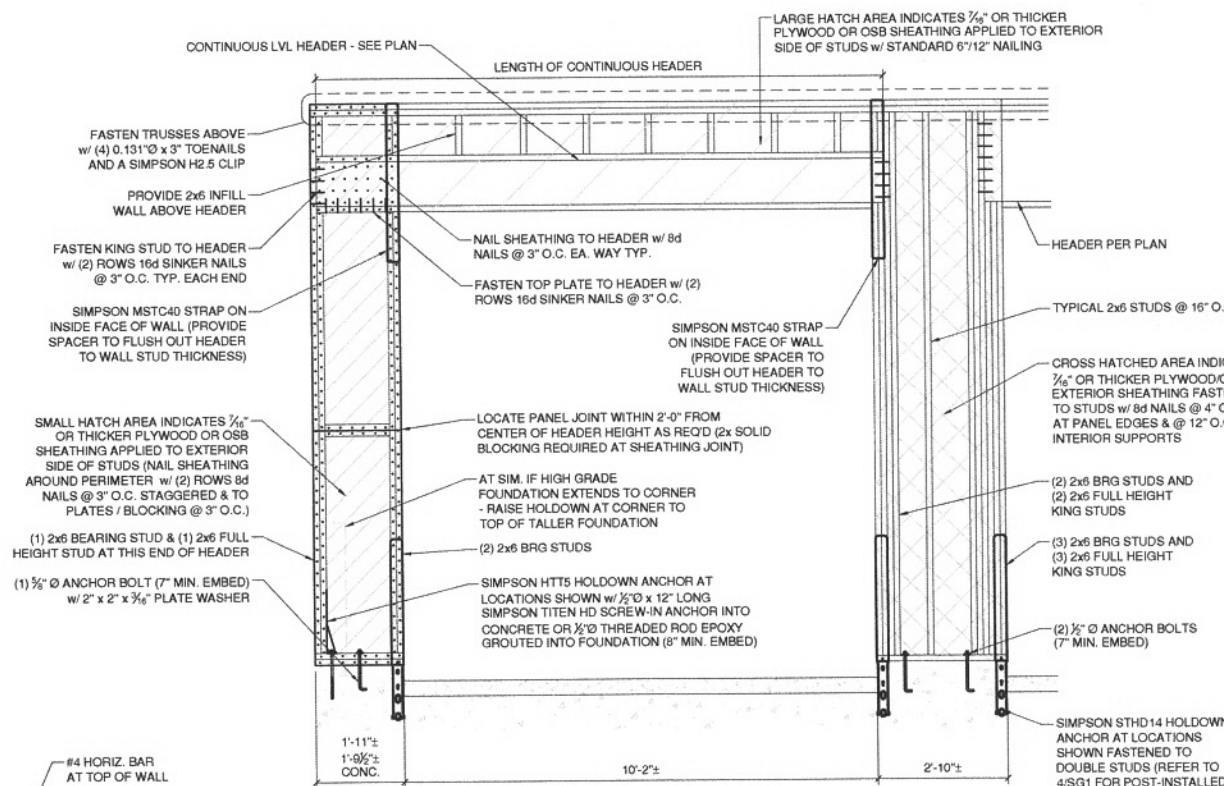 CONTINUOUS LVL HEADER - SEE PLAN
LARGE HATCH AREA INDICATES 7/16" OR THICKER
PLYWOOD OR OSB SHEATHING APPLIED TO EXTERIOR
SIDE OF STUDS w/ STANDARD 6"/12" NAILING
LENGTH OF CONTINUOUS HEADER
FASTEN TRUSSES ABOVE
w/ (4) 0.131"Ø x 3" TOENAILS
AND A SIMPSON H2.5 CLIP
PROVIDE 2x6 INFILL
WALL ABOVE HEADER
FASTEN KING STUD TO HEADER
w/ (2) ROWS 16d SINKER NAILS
@ 3" O.C. TYP. EACH END
SIMPSON MSTC40 STRAP ON
INSIDE FACE OF WALL (PROVIDE
SPACER TO FLUSH OUT HEADER
TO WALL STUD THICKNESS)
NAIL SHEATHING TO HEADER w/ 8d
NAILS @ 3" O.C. EA. WAY TYP.
FASTEN TOP PLATE TO HEADER w/ (2)
ROWS 16d SINKER NAILS @ 3" O.C.
SIMPSON MSTC40 STRAP
ON INSIDE FACE OF WALL
(PROVIDE SPACER TO
FLUSH OUT HEADER TO
WALL STUD THICKNESS)
HEADER PER PLAN
TYPICAL 2x6 STUDS @ 16" O.
CROSS HATCHED AREA INDIC
7/16" OR THICKER PLYWOOD/O
EXTERIOR SHEATHING FASTE
TO STUDS w/ 8d NAILS @ 4" O
AT PANEL EDGES & @ 12" O.C
INTERIOR SUPPORTS
SMALL HATCH AREA INDICATES 7/16"
OR THICKER PLYWOOD OR OSB
SHEATHING APPLIED TO EXTERIOR
SIDE OF STUDS (NAIL SHEATHING
AROUND PERIMETER w/ (2) ROWS 8d
NAILS @ 3" O.C. STAGGERED & TO
PLATES / BLOCKING @ 3" O.C.)
LOCATE PANEL JOINT WITHIN 2'-0" FROM
CENTER OF HEADER HEIGHT AS REQ'D (2x SOLID
BLOCKING REQUIRED AT SHEATHING JOINT)
AT SIM. IF HIGH GRADE
FOUNDATION EXTENDS TO CORNER
- RAISE HOLDOWN AT CORNER TO
TOP OF TALLER FOUNDATION
(1) 2x6 BEARING STUD & (1) 2x6 FULL
HEIGHT STUD AT THIS END OF HEADER
(2) 2x6 BRG STUDS
(1) 5/8" Ø ANCHOR BOLT (7" MIN. EMBED)
w/ 2" x 2" x 3/16" PLATE WASHER
SIMPSON HTT5 HOLDOWN ANCHOR AT
LOCATIONS SHOWN w/ 1/2"Ø x 12" LONG
SIMPSON TITEN HD SCREW-IN ANCHOR INTO
CONCRETE OR 1/2"Ø THREADED ROD EPOXY
GROUTED INTO FOUNDATION (8" MIN. EMBED)
(2) 2x6 BRG STUDS AND
(2) 2x6 FULL HEIGHT
KING STUDS
(3) 2x6 BRG STUDS AND
(3) 2x6 FULL HEIGHT
KING STUDS
(2) 1/2" Ø ANCHOR BOLTS
(7" MIN. EMBED)
SIMPSON STHD14 HOLDOWN
ANCHOR AT LOCATIONS
SHOWN FASTENED TO
DOUBLE STUDS (REFER TO
4/SG1 FOR POST-INSTALLED
#4 HORIZ. BAR
AT TOP OF WALL
1'-11"±
1'-9½"±
CONC.
10'-2"±
2'-10"±